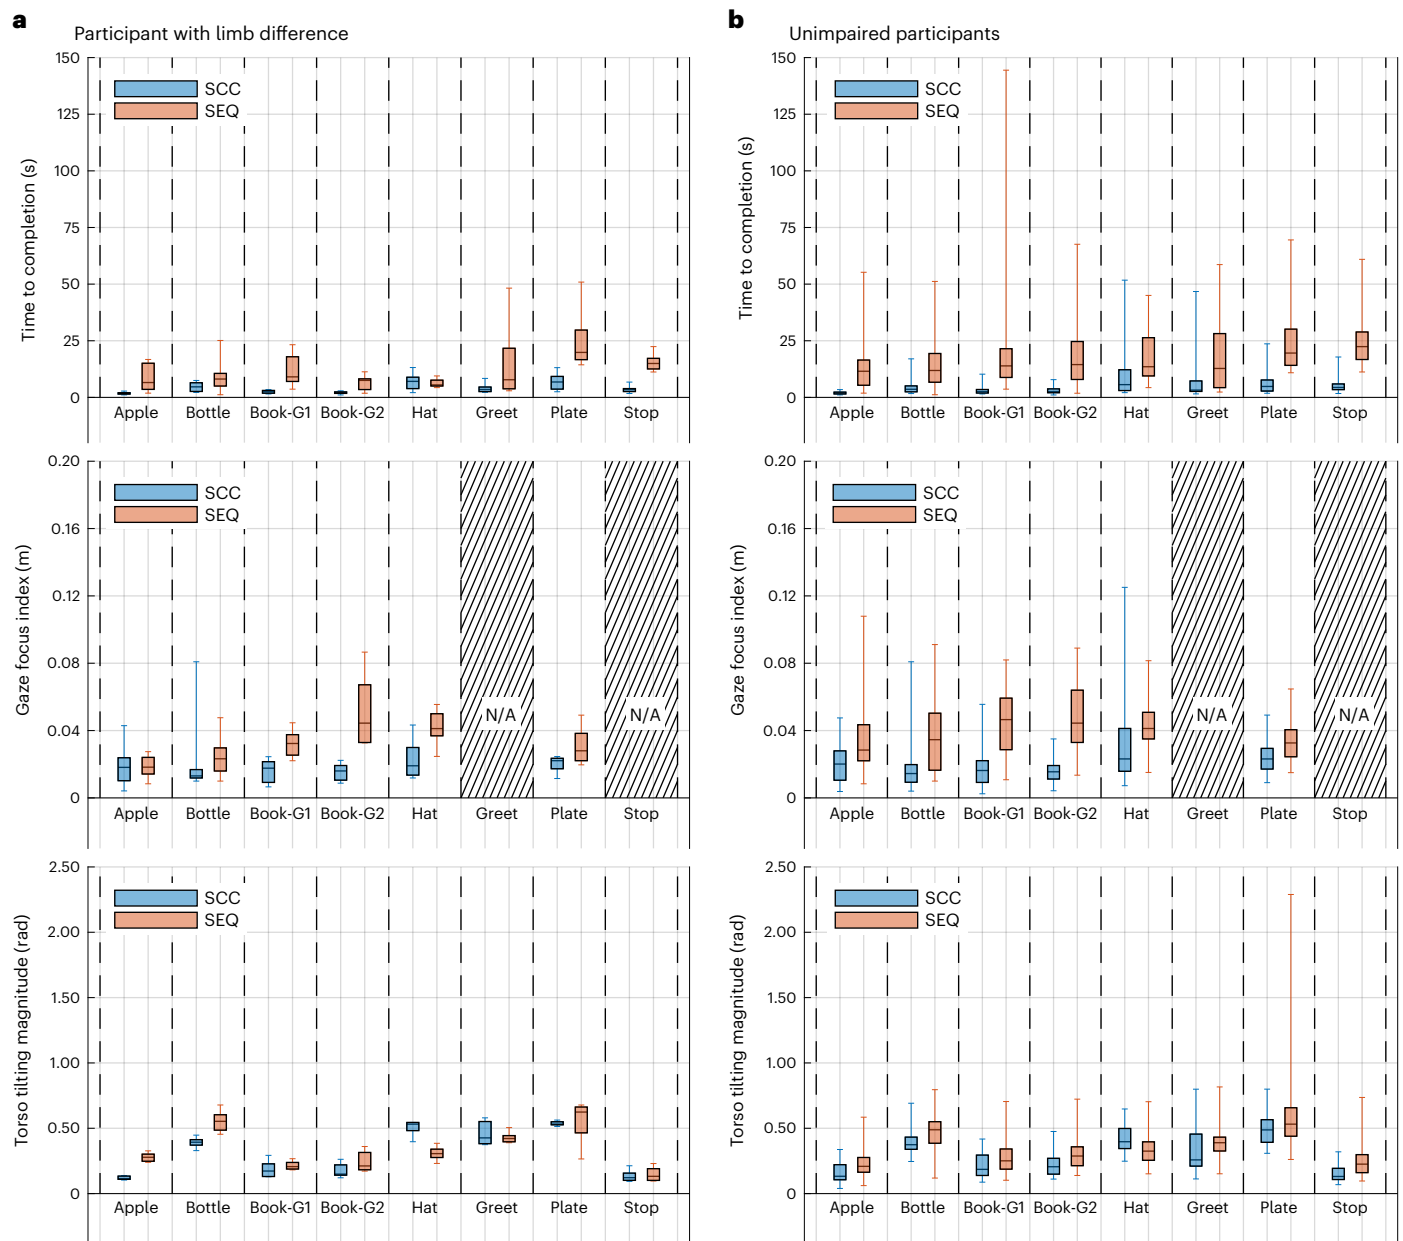 a
Participant with limb difference
150
125
100
75
50
25
0
Time to completion (s)
SCC
SEQ
Apple Bottle Book-G1 Book-G2 Hat Greet Plate Stop
0.20
0.16
0.12
0.08
0.04
0
Gaze focus index (m)
SCC
SEQ
N/A N/A
Apple Bottle Book-G1 Book-G2 Hat Greet Plate Stop
2.50
2.00
1.50
1.00
0.50
0
Torso tilting magnitude (rad)
SCC
SEQ
Apple Bottle Book-G1 Book-G2 Hat Greet Plate Stop
b
Unimpaired participants
150
125
100
75
50
25
0
Time to completion (s)
SCC
SEQ
Apple Bottle Book-G1 Book-G2 Hat Greet Plate Stop
0.20
0.16
0.12
0.08
0.04
0
Gaze focus index (m)
SCC
SEQ
N/A N/A
Apple Bottle Book-G1 Book-G2 Hat Greet Plate Stop
2.50
2.00
1.50
1.00
0.50
0
Torso tilting magnitude (rad)
SCC
SEQ
Apple Bottle Book-G1 Book-G2 Hat Greet Plate Stop